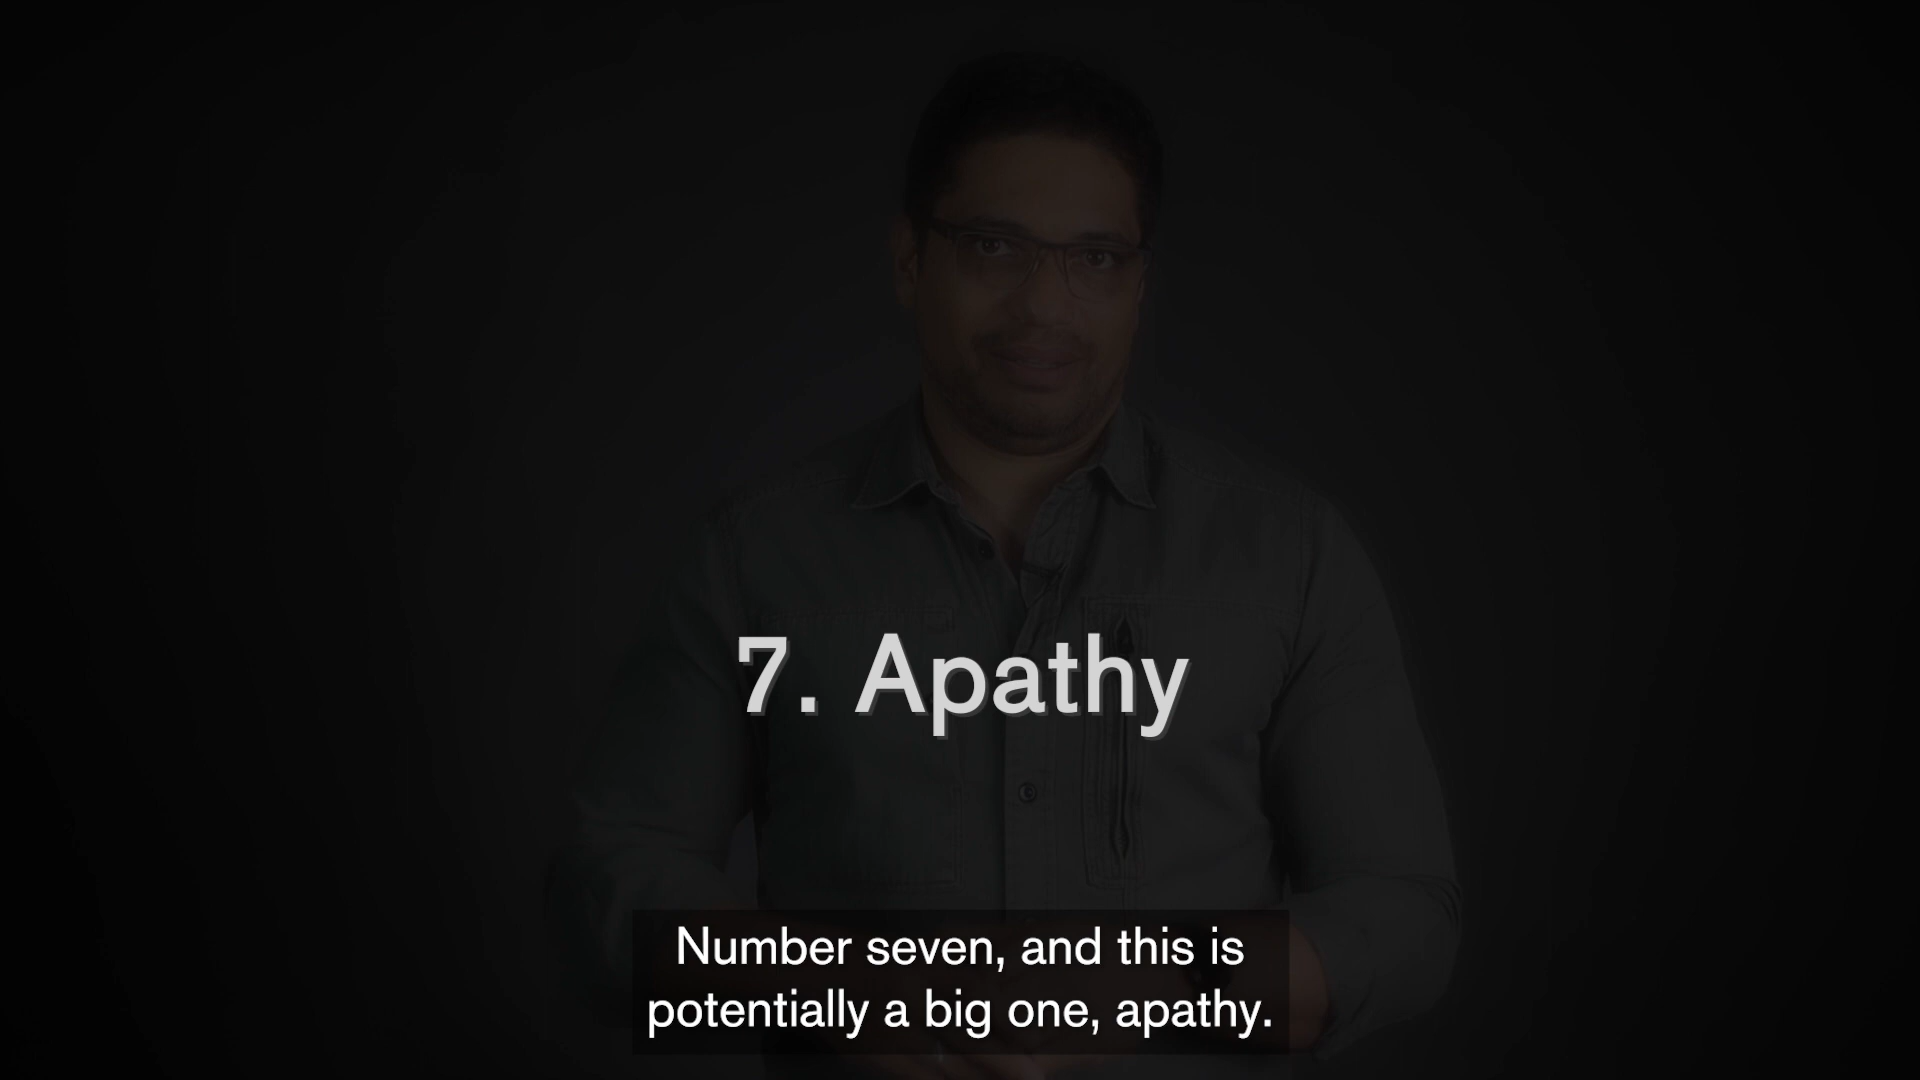 7. Apathy
Number seven, and this is
potentially a big one, apathy.